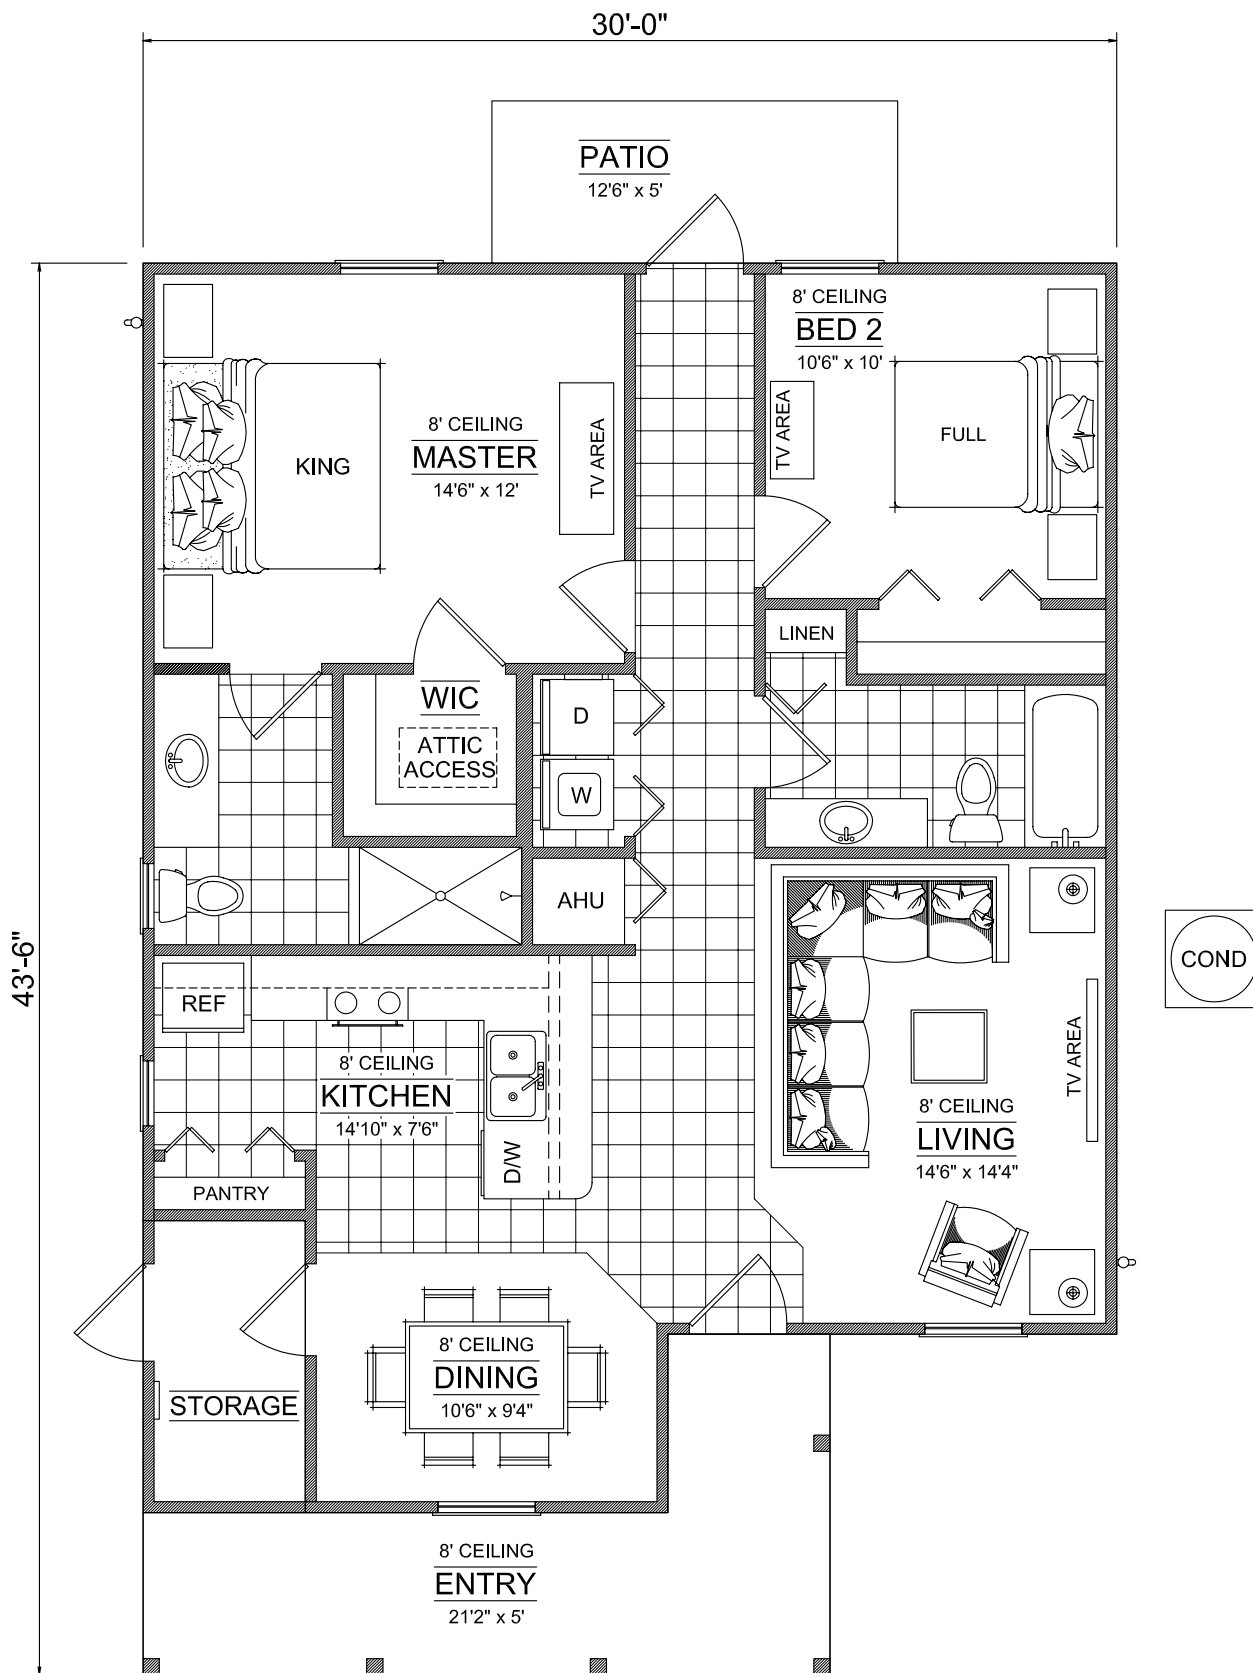 30'-0"
PATIO
12'6" x 5'
8' CEILING
BED 2
10'6" x 10'
TV AREA
FULL
KING
8' CEILING
MASTER
14'6" x 12'
TV AREA
LINEN
WIC
ATTIC
ACCESS
D
W
AHU
43'-6"
COND
REF
8' CEILING
KITCHEN
14'10" x 7'6"
D/W
PANTRY
TV AREA
8' CEILING
LIVING
14'6" x 14'4"
STORAGE
8' CEILING
DINING
10'6" x 9'4"
8' CEILING
ENTRY
21'2" x 5'